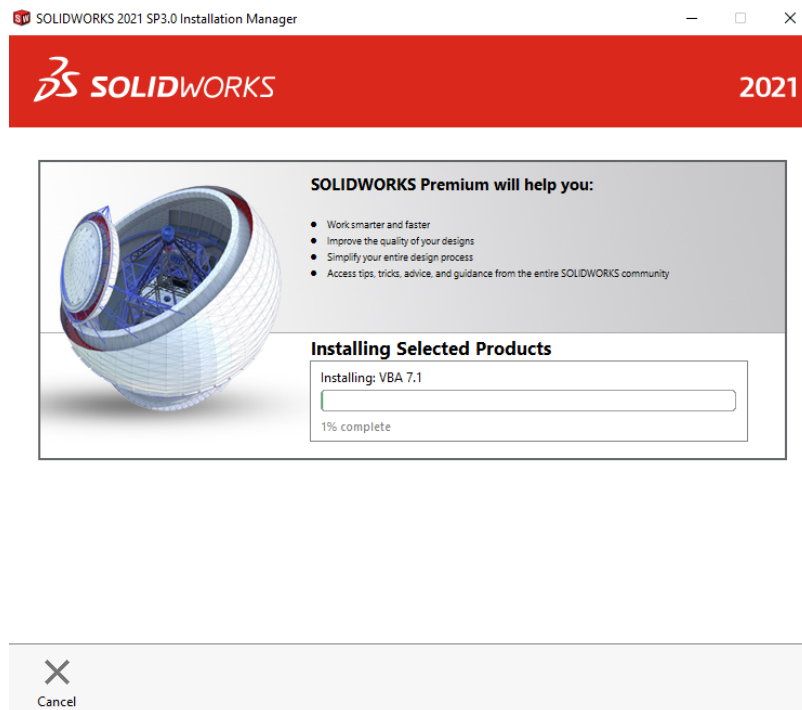 SOLIDWORKS 2021 SP3.0 Installation Manager
SOLIDWORKS 2021
SOLIDWORKS Premium will help you:
Work smarter and faster
Improve the quality of your designs
Simplify your entire design process
Access tips, tricks, advice, and guidance from the entire SOLIDWORKS community
Installing Selected Products
Installing: VBA 7.1
1% complete
Cancel